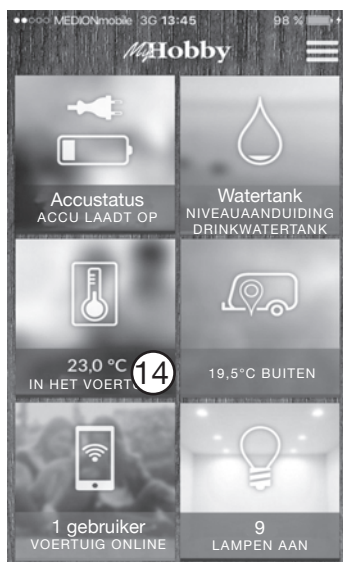 MEDIONmobile 3G 13:45 98 %
MyHobby
Accustatus
ACCU LAADT OP
Watertank
NIVEAUAANDUIDING
DRINKWATERTANK
23,0 °C
IN HET VOERT
14
19,5°C BUITEN
1 gebruiker
VOERTUIG ONLINE
9
LAMPEN AAN